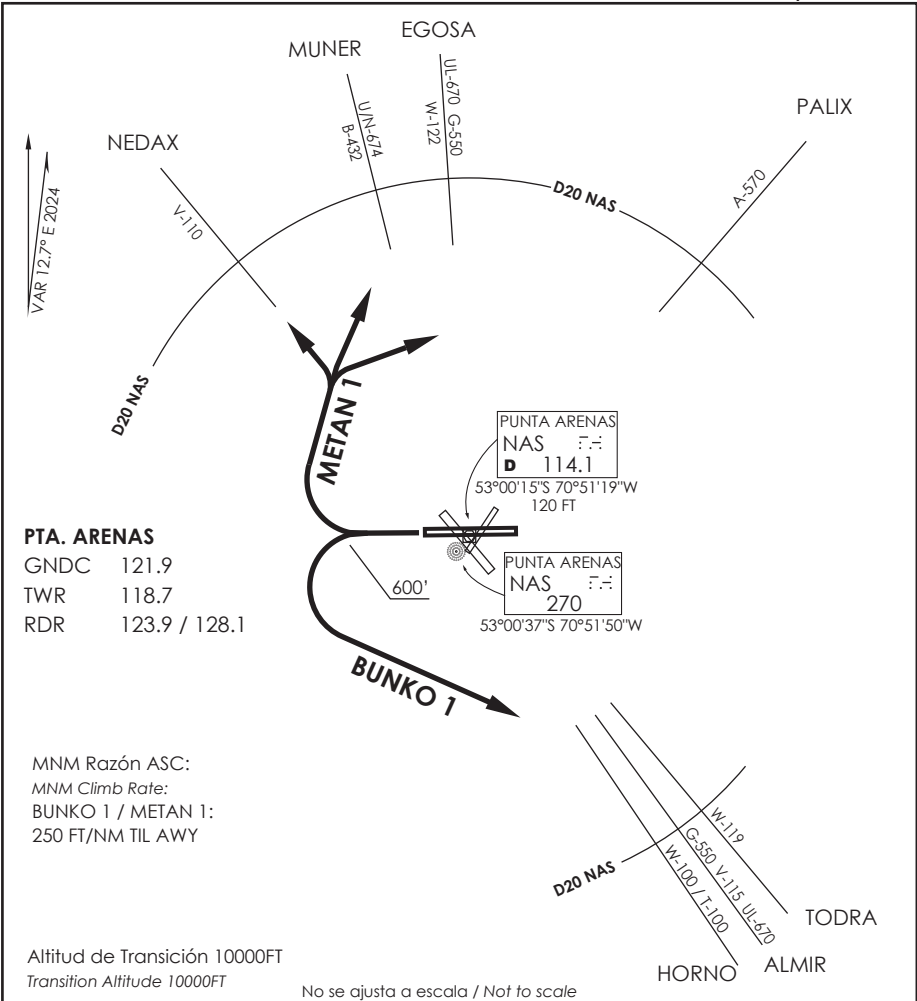 EGOSA
MUNER
UL-670 G-550
W-122
U/N-674
B-432
PALIX
NEDAX
A-570
D20 NAS
V-110
VAR 12.7° E 2024
D20 NAS
METAN 1
PUNTA ARENAS
NAS
D 114.1
53°00'15"S 70°51'19"W
120 FT
PTA. ARENAS
GNDC 121.9
TWR 118.7
RDR 123.9 / 128.1
600'
PUNTA ARENAS
NAS
270
53°00'37"S 70°51'50"W
BUNKO 1
MNM Razón ASC:
MNM Climb Rate:
BUNKO 1 / METAN 1:
250 FT/NM TIL AWY
W-119
G-550 V-115 UL-670
W-100 / T-100
D20 NAS
TODRA
ALMIR
HORNO
Altitud de Transición 10000FT
Transition Altitude 10000FT
No se ajusta a escala / Not to scale